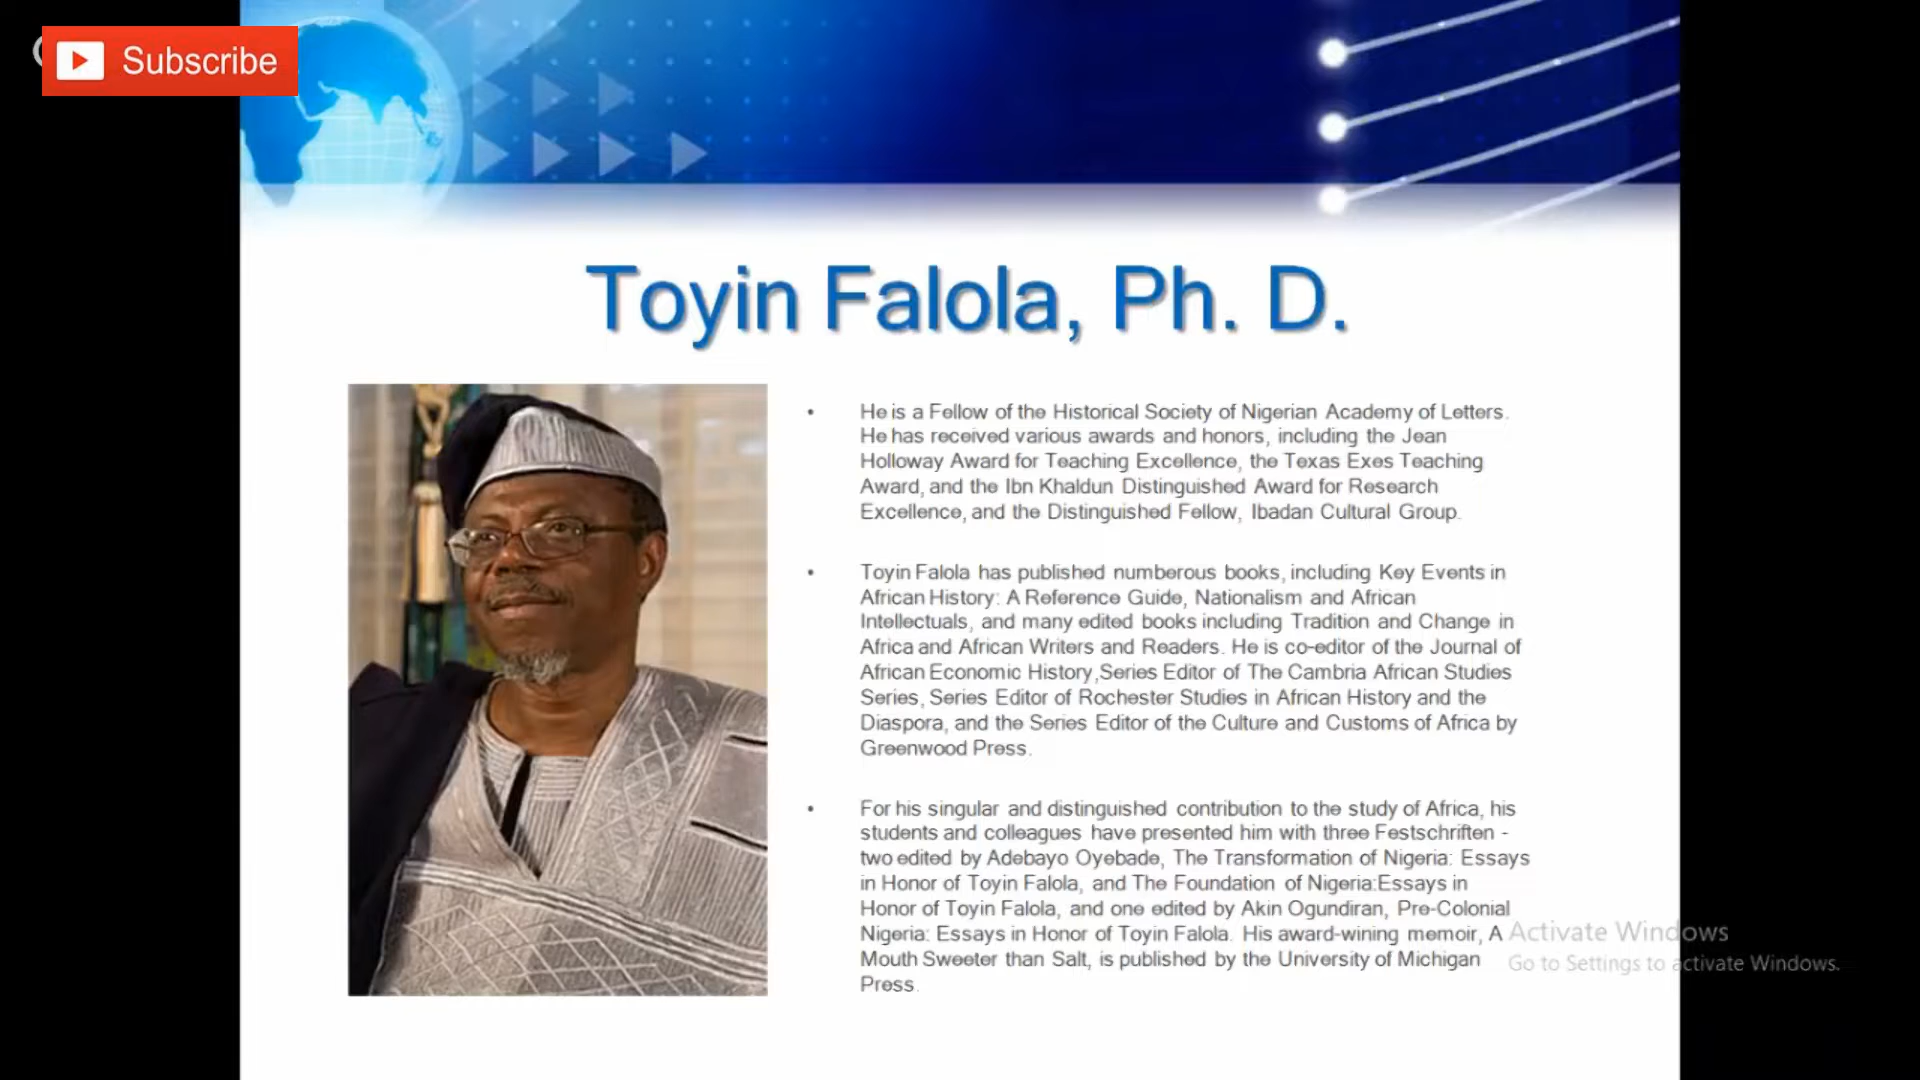 Subscribe
Toyin Falola, Ph. D.
• He is a Fellow of the Historical Society of Nigerian Academy of Letters.
He has received various awards and honors, including the Jean
Holloway Award for Teaching Excellence, the Texas Exes Teaching
Award, and the Ibn Khaldun Distinguished Award for Research
Excellence, and the Distinguished Fellow, Ibadan Cultural Group.
• Toyin Falola has published numberous books, including Key Events in
African History: A Reference Guide, Nationalism and African
Intellectuals, and many edited books including Tradition and Change in
Africa and African Writers and Readers. He is co-editor of the Journal of
African Economic History,Series Editor of The Cambria African Studies
Series, Series Editor of Rochester Studies in African History and the
Diaspora, and the Series Editor of the Culture and Customs of Africa by
Greenwood Press.
• For his singular and distinguished contribution to the study of Africa, his
students and colleagues have presented him with three Festschriften -
two edited by Adebayo Oyebade, The Transformation of Nigeria: Essays
in Honor of Toyin Falola, and The Foundation of Nigeria:Essays in
Honor of Toyin Falola, and one edited by Akin Ogundiran, Pre-Colonial
Nigeria: Essays in Honor of Toyin Falola. His award-wining memoir, A
Mouth Sweeter than Salt, is published by the University of Michigan
Press.
Activate Windows
Go to Settings to activate Windows.